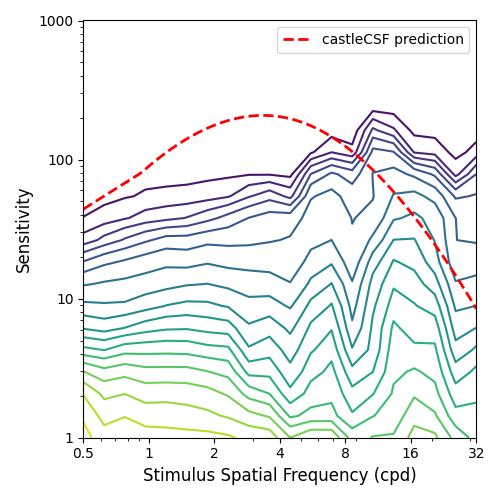 1000
castleCSF prediction
100
Sensitivity
10
1
0.5 1 2 4 8 16 32
Stimulus Spatial Frequency (cpd)